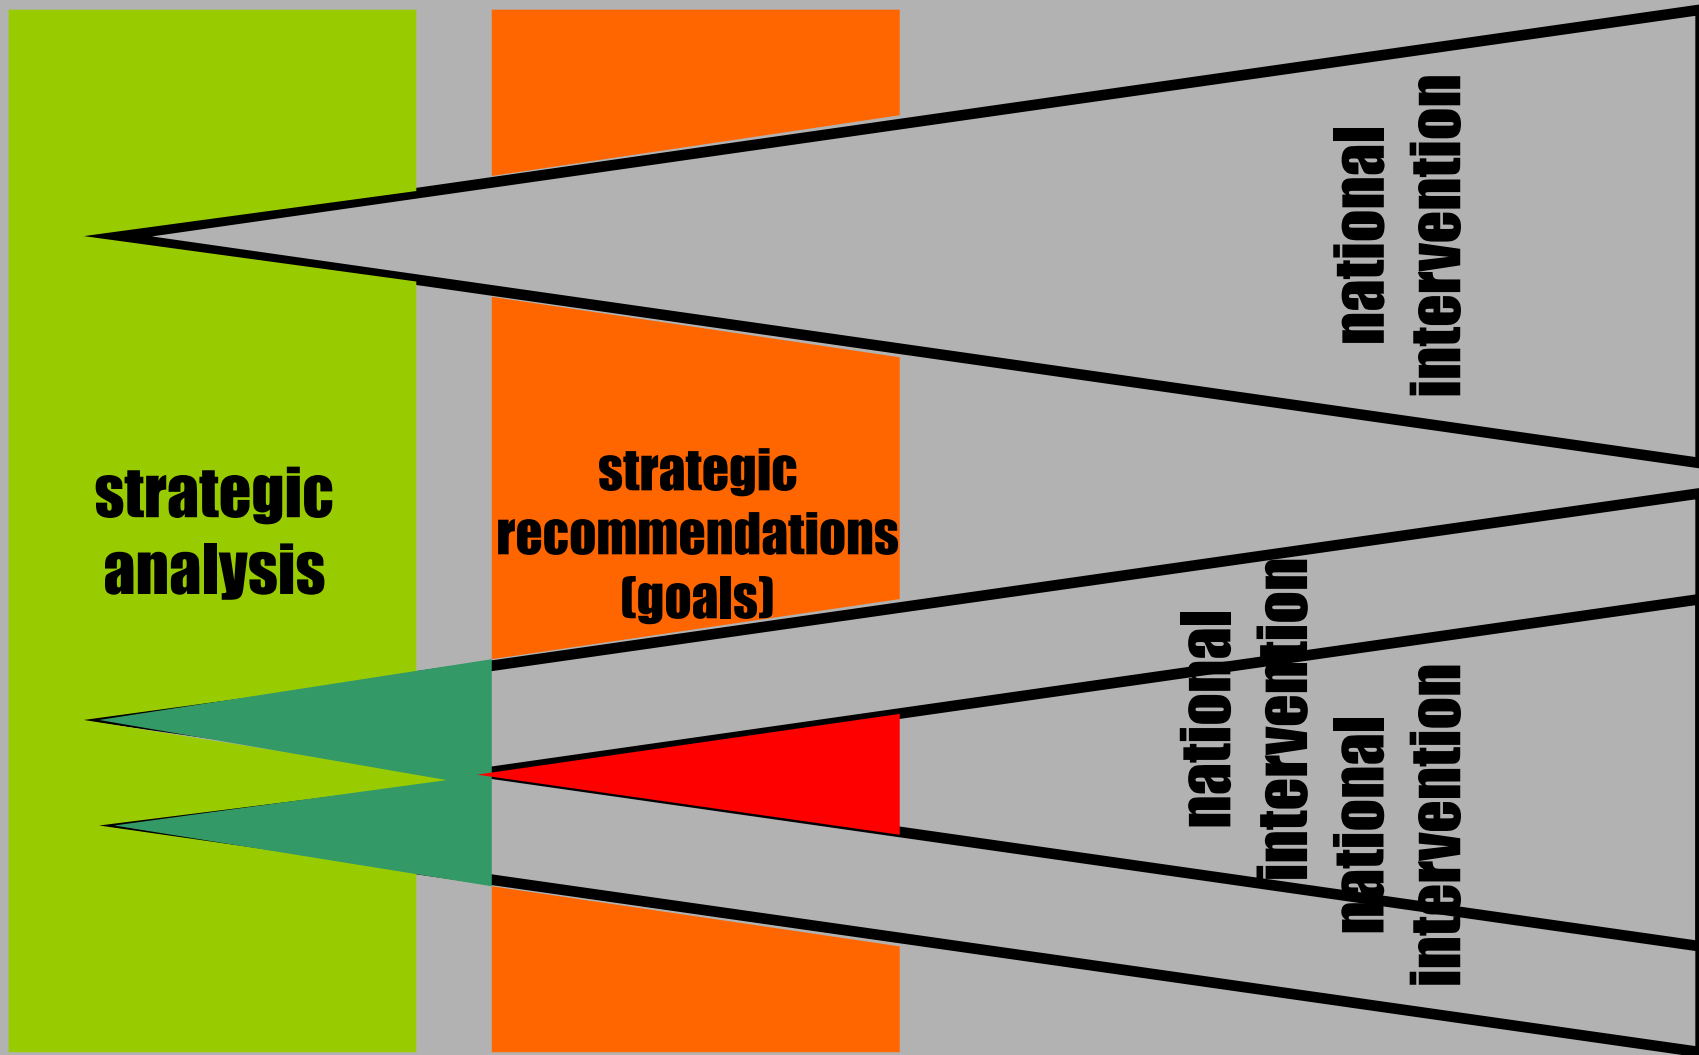 strategic
analysis
strategic
recommendations
(goals)
national
intervention
national
intervention
national
intervention